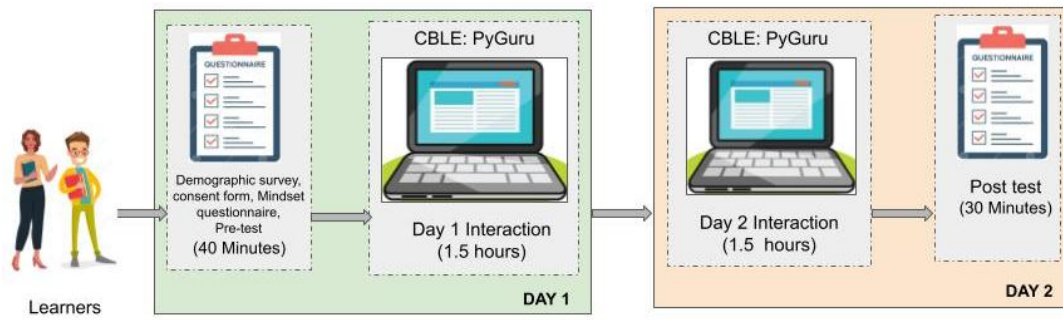 QUESTIONNAIRE
Demographic survey,
consent form, Mindset
questionnaire,
Pre-test
(40 Minutes)
CBLE: PyGuru
Day 1 Interaction
(1.5 hours)
DAY 1
CBLE: PyGuru
Day 2 Interaction
(1.5 hours)
QUESTIONNAIRE
Post test
(30 Minutes)
DAY 2
Learners